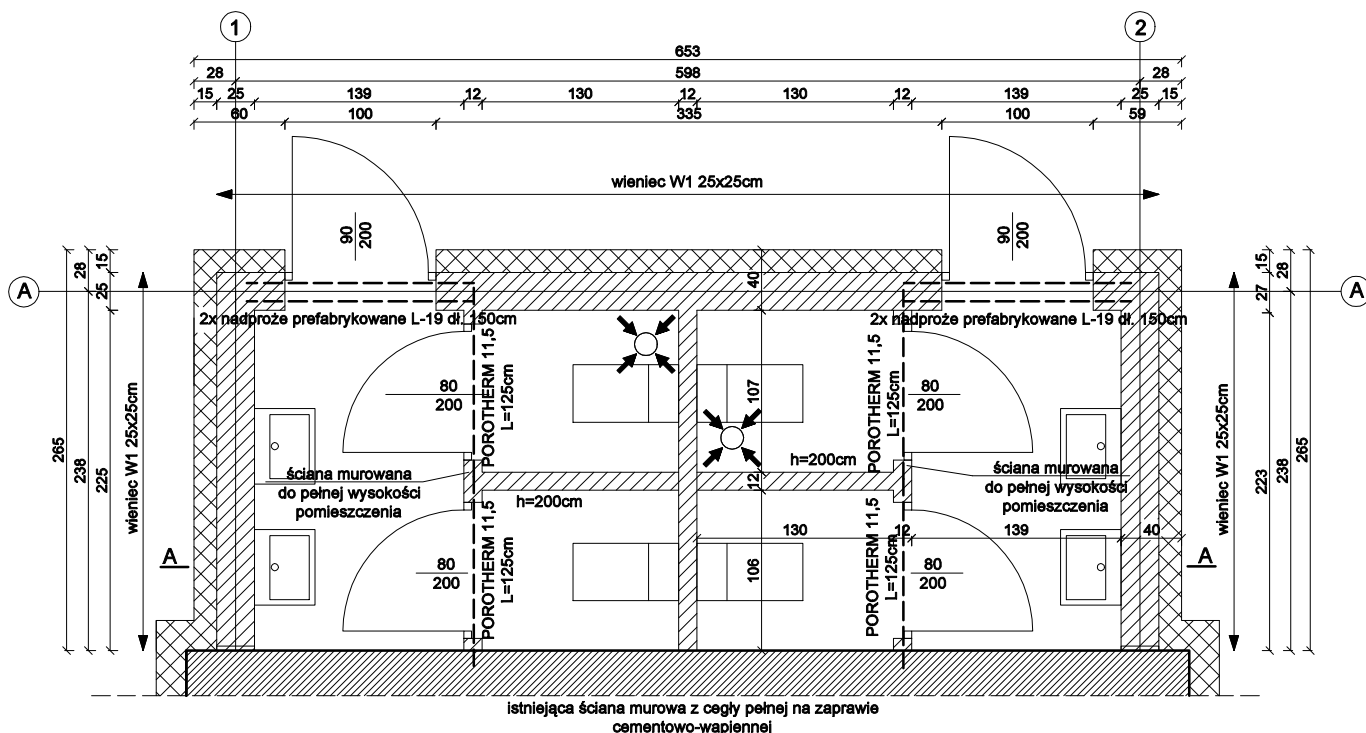 1
2
653
28
598
28
15
25
139
12
130
12
130
12
139
25
15
60
100
335
100
59
wieniec W1 25x25cm
90
200
90
200
A
A
28
15
25
40
15
27
28
2x nadproże prefabrykowane L-19 dł. 150cm
2x nadproże prefabrykowane L-19 dł. 150cm
wieniec W1 25x25cm
265
238
225
80
200
POROTHERM 11,5
L=125cm
107
POROTHERM 11,5
L=125cm
80
200
wieniec W1 25x25cm
223
238
265
ściana murowana
do pełnej wysokości
pomieszczenia
h=200cm
h=200cm
12
ściana murowana
do pełnej wysokości
pomieszczenia
130
12
139
40
A
A
80
200
POROTHERM 11,5
L=125cm
106
POROTHERM 11,5
L=125cm
80
200
istniejąca ściana murowa z cegły pełnej na zaprawie
cementowo-wapiennej